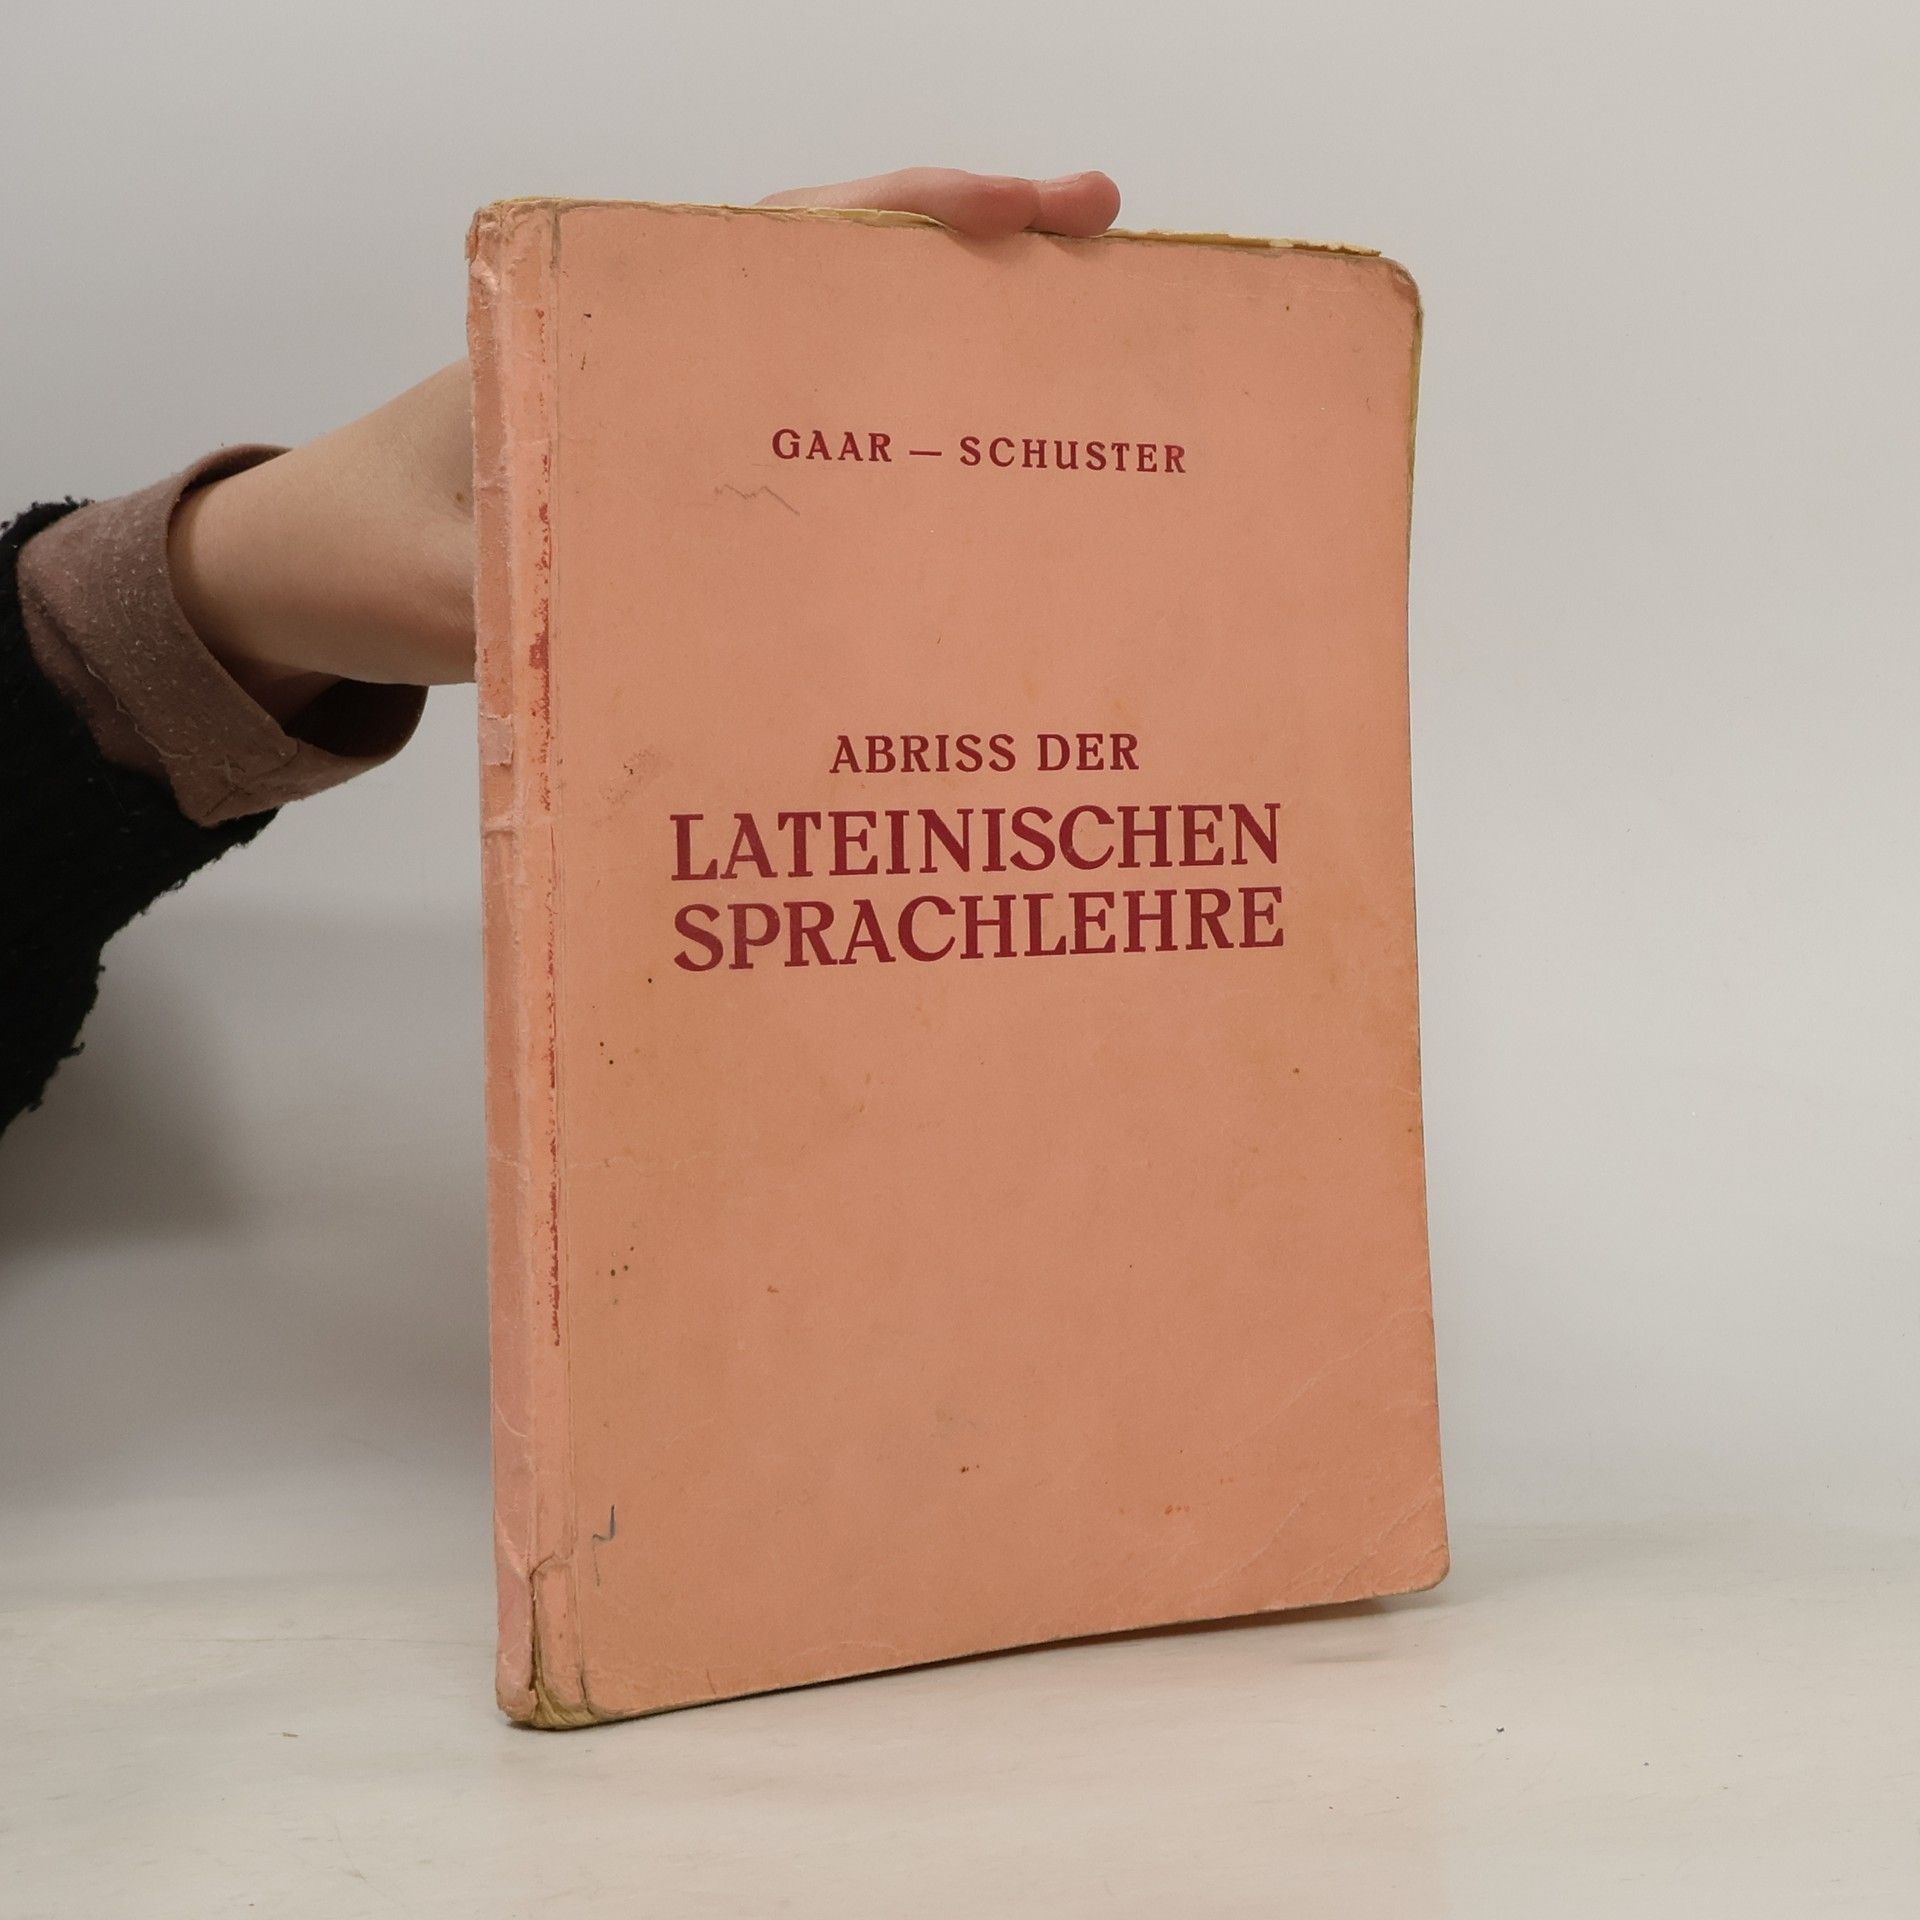 GAAR — SCHUSTER
ABRISS DER
LATEINISCHEN
SPRACHLEHRE